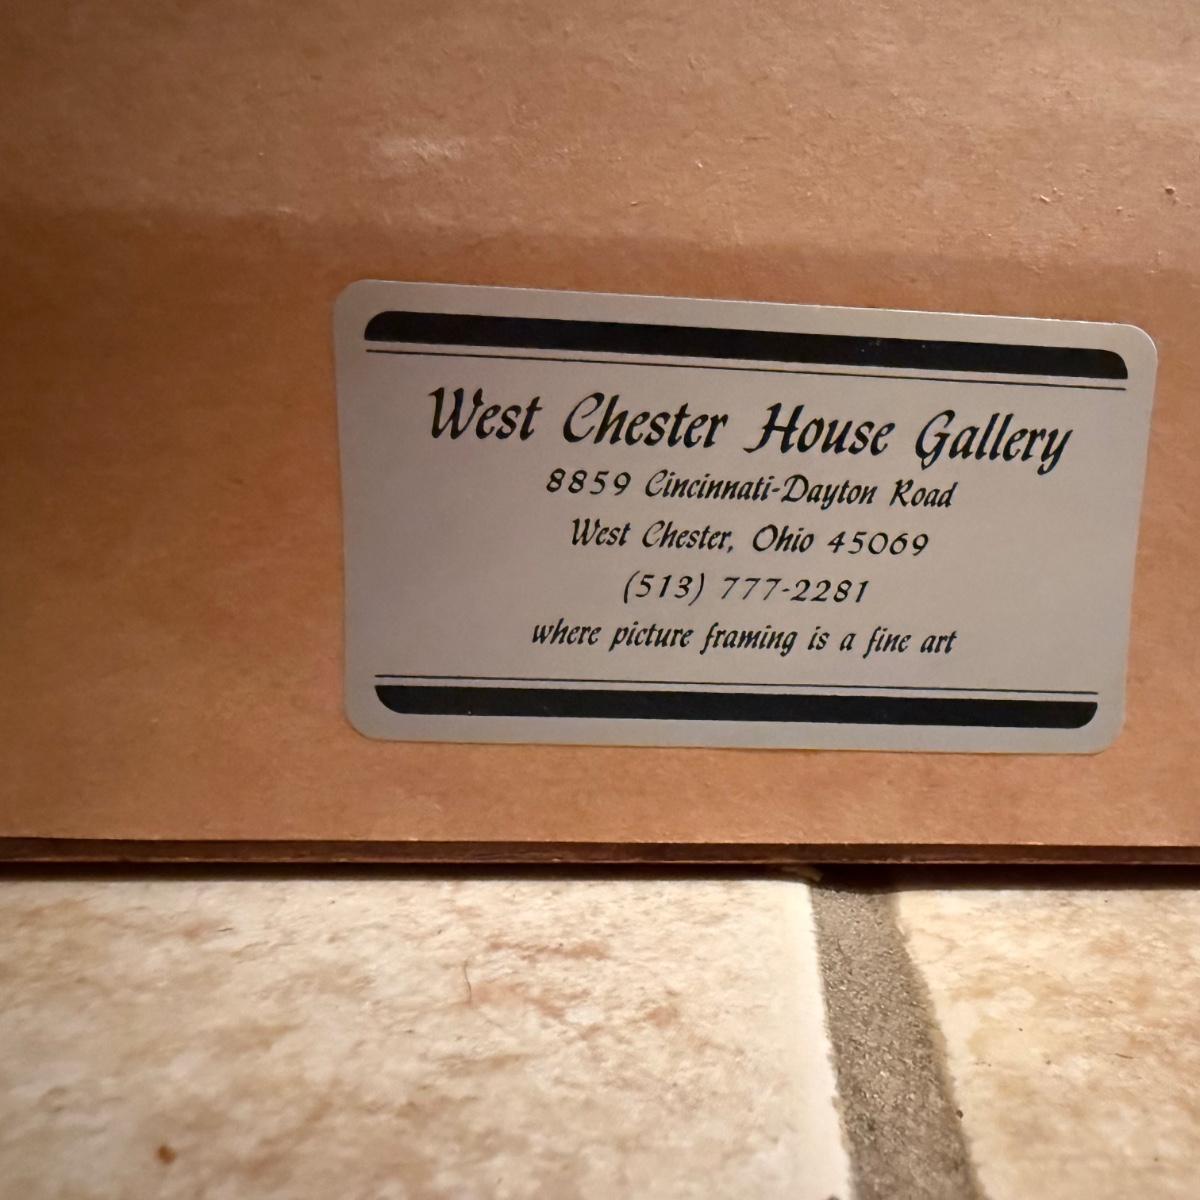 West Chester House Gallery
8859 Cincinnati-Dayton Road
West Chester, Ohio 45069
(513) 777-2281
where picture framing is a fine art